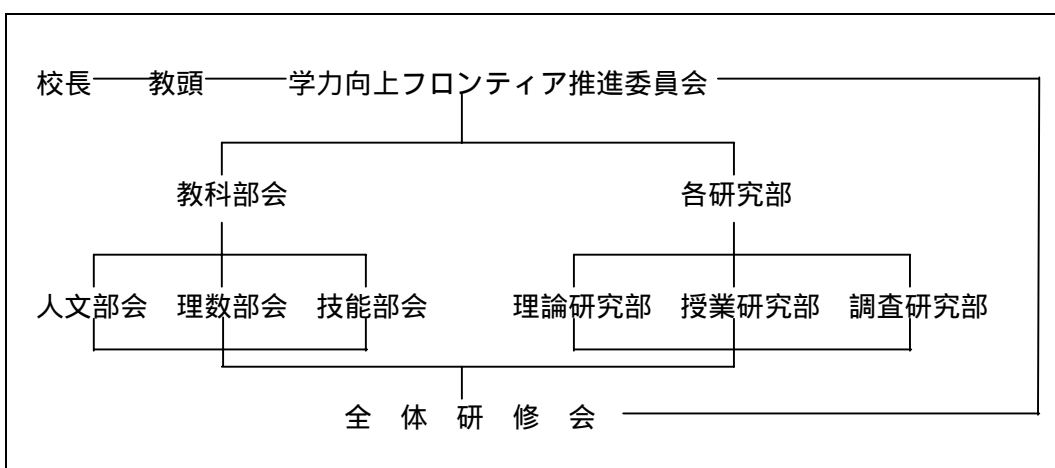 校長 教頭 学力向上フロンティア推進委員会
教科部会 各研究部
人文部会 理数部会 技能部会 理論研究部 授業研究部 調査研究部
全体研修会